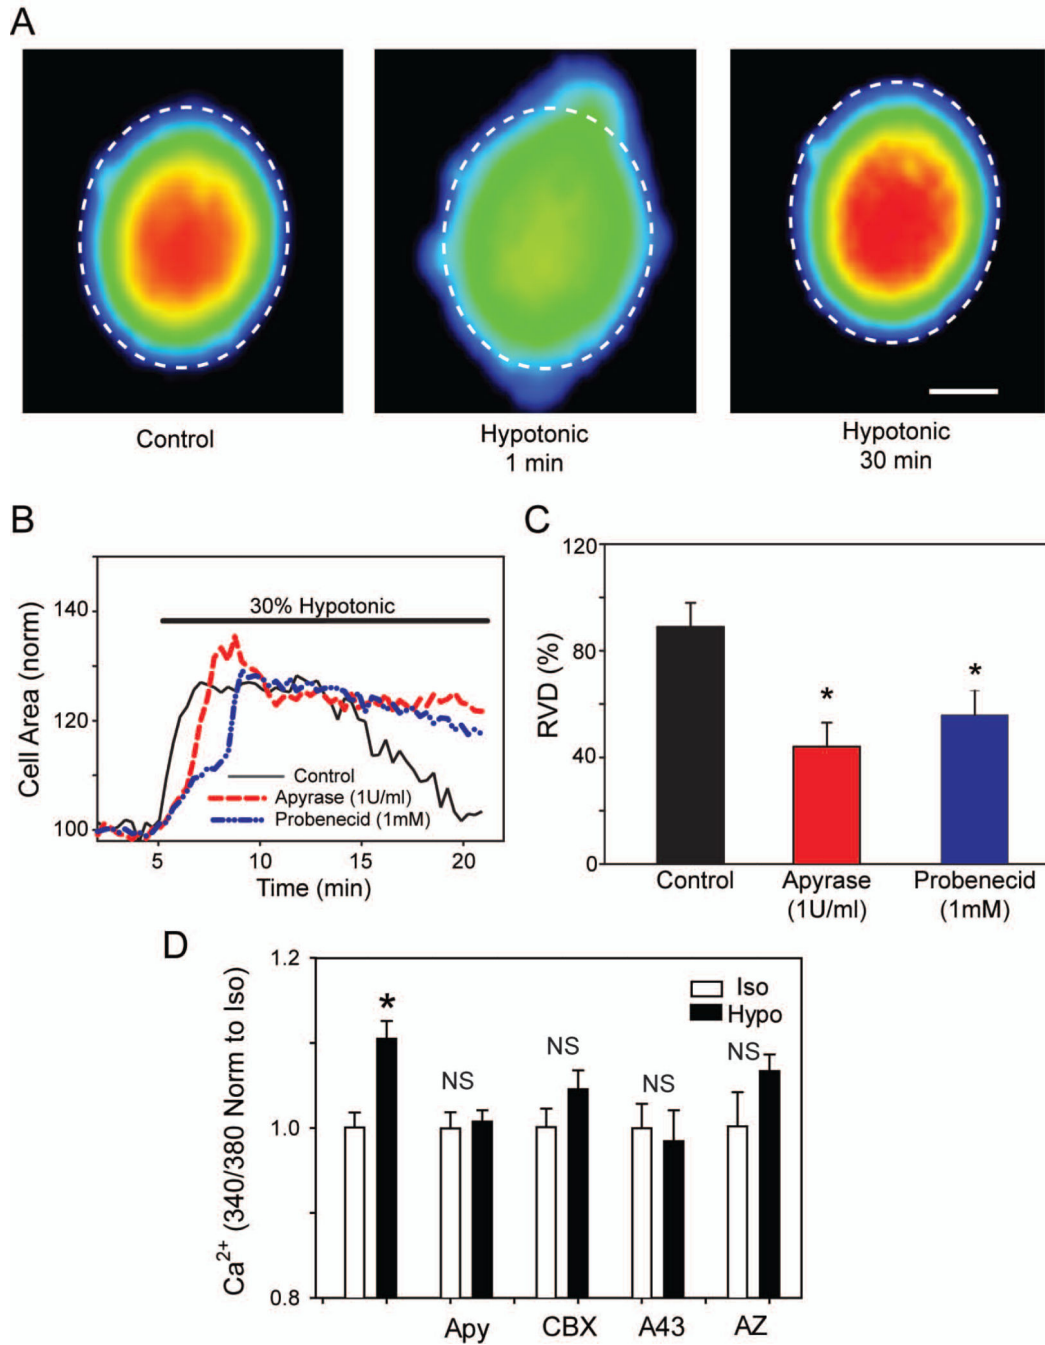 A
Control
Hypotonic
1 min
Hypotonic
30 min
B
Cell Area (norm)
140
120
100
30% Hypotonic
Control
Apyrase (1U/ml)
Probenecid (1mM)
5
10
15
20
Time (min)
C
RVD (%)
120
80
40
0
*
*
Control
Apyrase
(1U/ml)
Probenecid
(1mM)
D
Ca²⁺ (340/380 Norm to Iso)
1.2
1.0
0.8
Iso
Hypo
*
NS
NS
NS
NS
Apy
CBX
A43
AZ